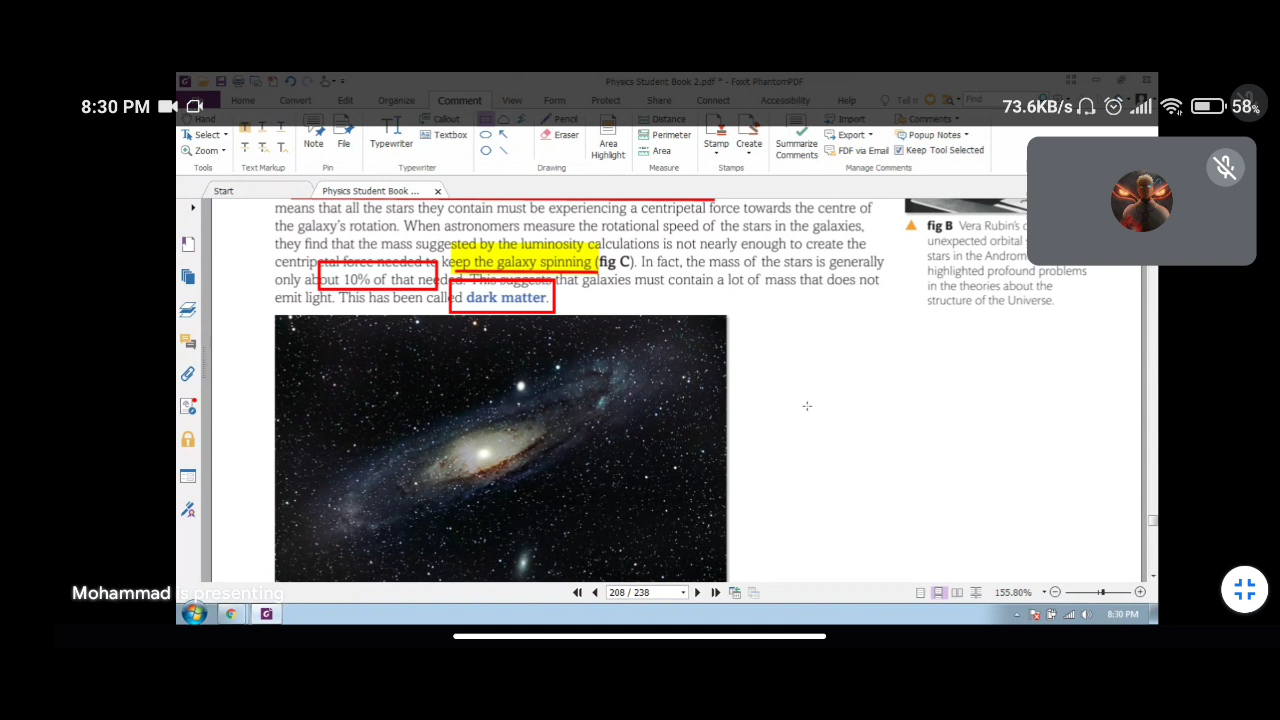 8:30 PM
73.6KB/s
58%
Physics Student Book 2.pdf * - Foxit PhantomPDF
Home Convert Edit Organize Comment View Form Protect Share Connect Accessibility Help Tell Find
Hand
Select
Zoom
Tools
Text Markup
Note
File
Pin
Typewriter
Callout
Textbox
Typewriter
Pencil
Eraser
Area
Highlight
Drawing
Distance
Perimeter
Area
Measure
Stamp
Create
Stamps
Summarize
Comments
Import
Export
FDF via Email
Comments
Popup Notes
Keep Tool Selected
Manage Comments
Start
Physics Student Book ...
means that all the stars they contain must be experiencing a centripetal force towards the centre of
the galaxy's rotation. When astronomers measure the rotational speed of the stars in the galaxies,
they find that the mass suggested by the luminosity calculations is not nearly enough to create the
centripetal force needed to keep the galaxy spinning (fig C). In fact, the mass of the stars is generally
only about 10% of that needed. This suggests that galaxies must contain a lot of mass that does not
emit light. This has been called dark matter.
fig B Vera Rubin's
unexpected orbital
stars in the
highlighted profound problems
in the theories about the
structure of the Universe.
Mohammad is presenting
208 / 238
155.80%
8:30 PM